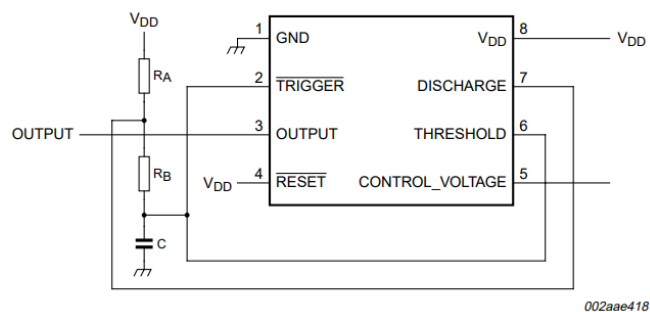 VDD
RA
RB
C
OUTPUT
VDD
1 GND
2 TRIGGER
3 OUTPUT
4 RESET
VDD 8
DISCHARGE 7
THRESHOLD 6
CONTROL_VOLTAGE 5
VDD
002aae418